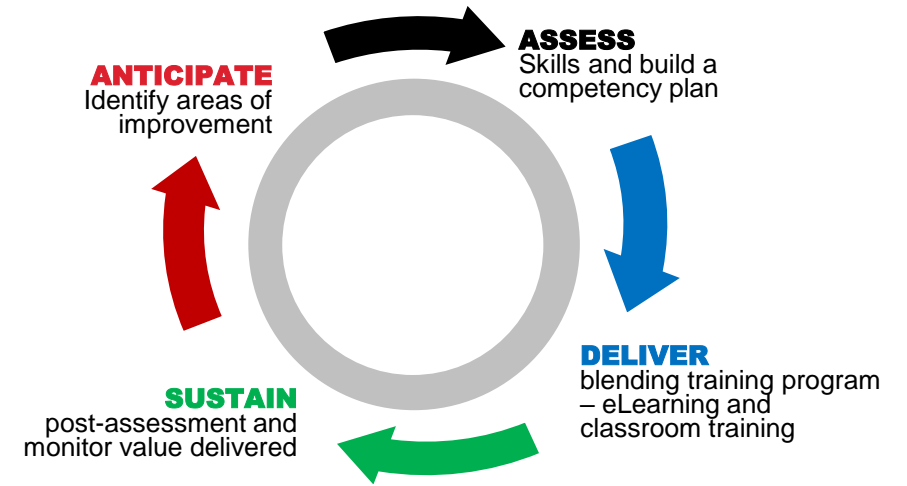 ASSESS
Skills and build a
competency plan
DELIVER
blending training program
– eLearning and
classroom training
SUSTAIN
post-assessment and
monitor value delivered
ANTICIPATE
Identify areas of
improvement